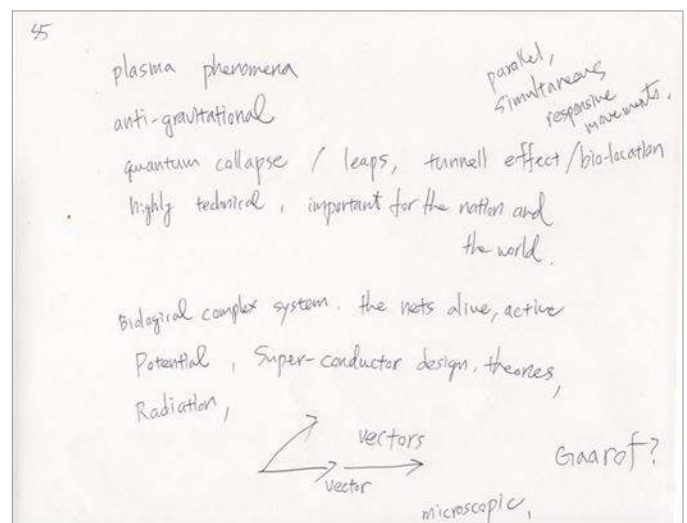 45
plasma phenomena
parallel,
simultaneous
responsive
movements.
anti-gravitational
quantum collapse / leaps, tunnell effect/bio-location
highly technical, important for the nation and
the world.
Biological complex system. the nets alive, active
Potential, Super-conductor design, theories,
Radiation,
vectors
vector
Gaarof?
microscopic,